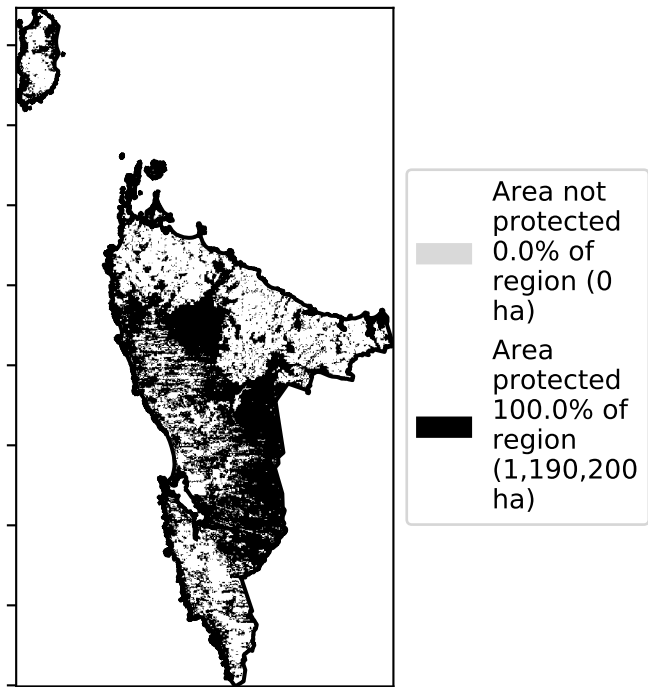 Area not
protected
0.0% of
region (0
ha)
Area
protected
100.0% of
region
(1,190,200
ha)